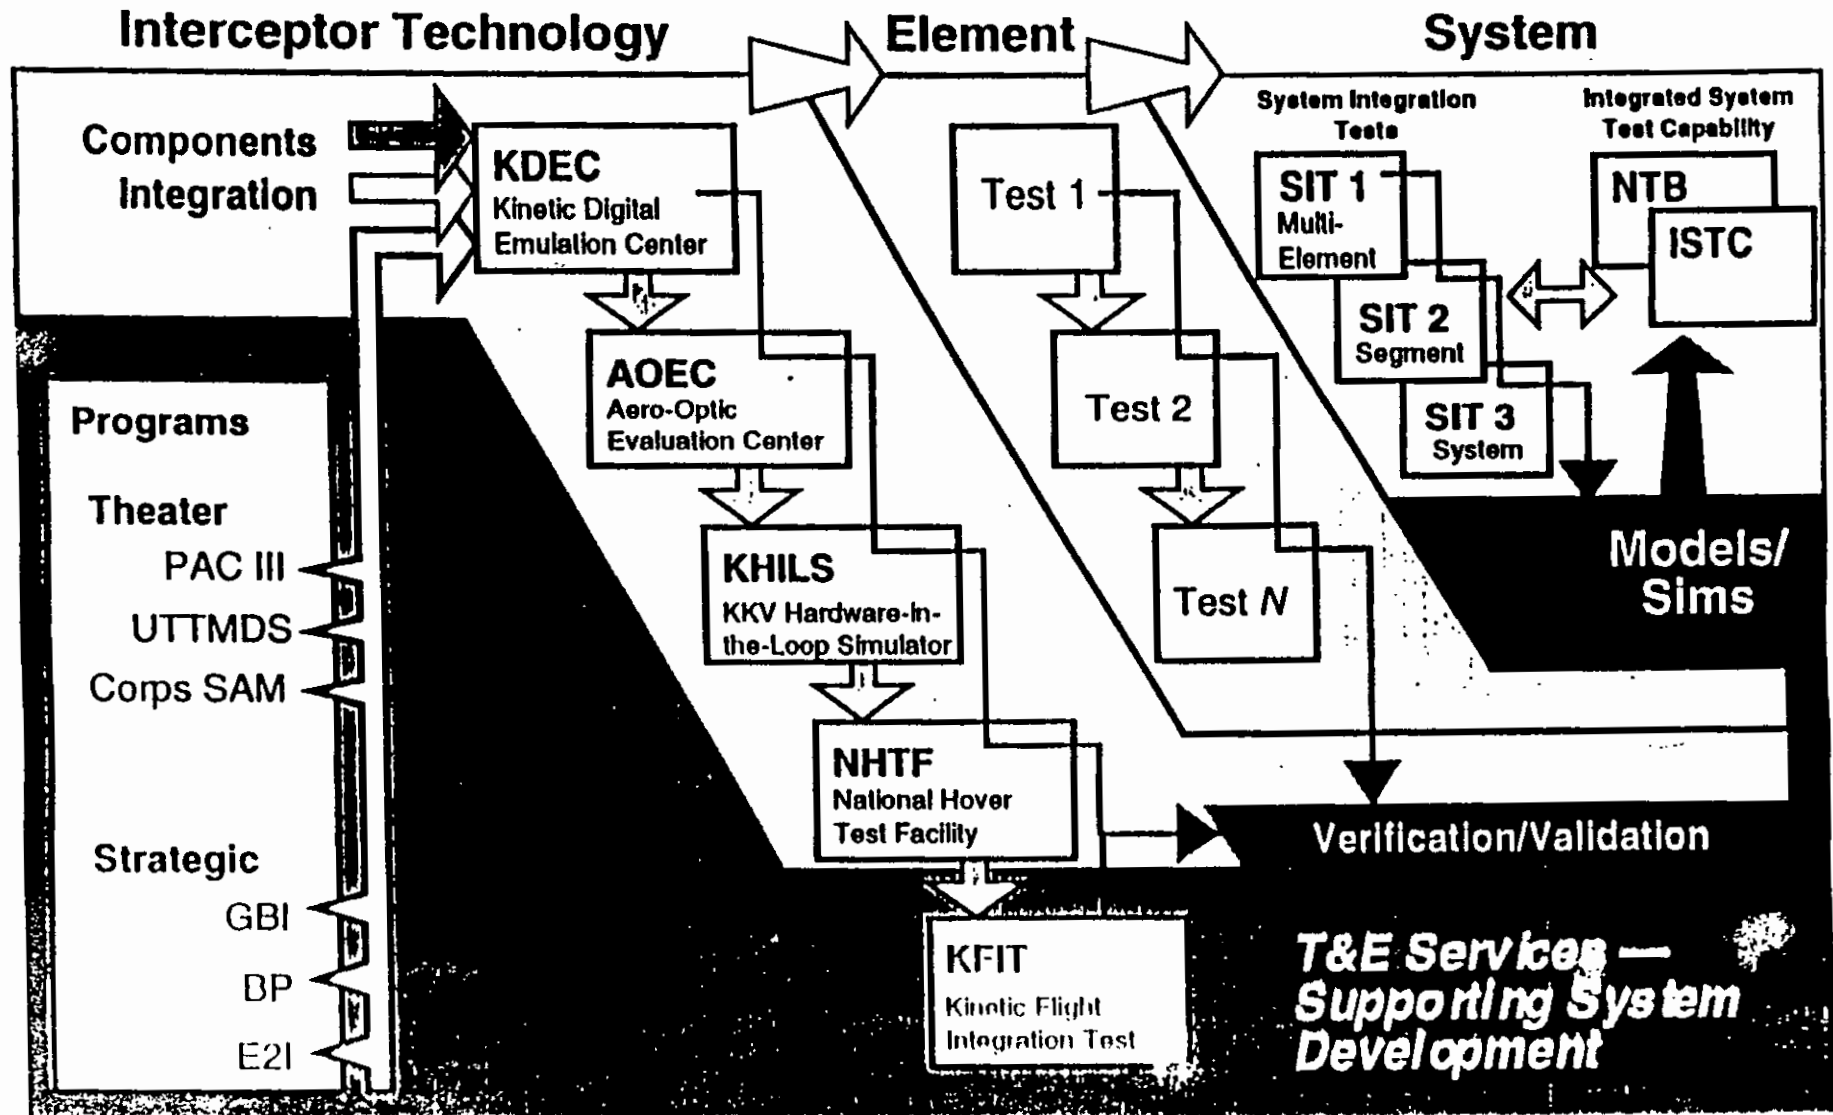 Interceptor Technology
Element
System
Components
Integration
KDEC
Kinetic Digital
Emulation Center
AOEC
Aero-Optic
Evaluation Center
KHILS
KKV Hardware-In-
the-Loop Simulator
NHTF
National Hover
Test Facility
KFIT
Kinetic Flight
Integration Test
Programs
Theater
PAC III
UTTMDS
Corps SAM
Strategic
GBI
BP
E2I
Test 1
Test 2
Test N
System Integration
Tests
SIT 1
Multi-
Element
SIT 2
Segment
SIT 3
System
Integrated System
Test Capability
NTB
ISTC
Models/
Sims
Verification/Validation
T&E Services —
Supporting System
Development